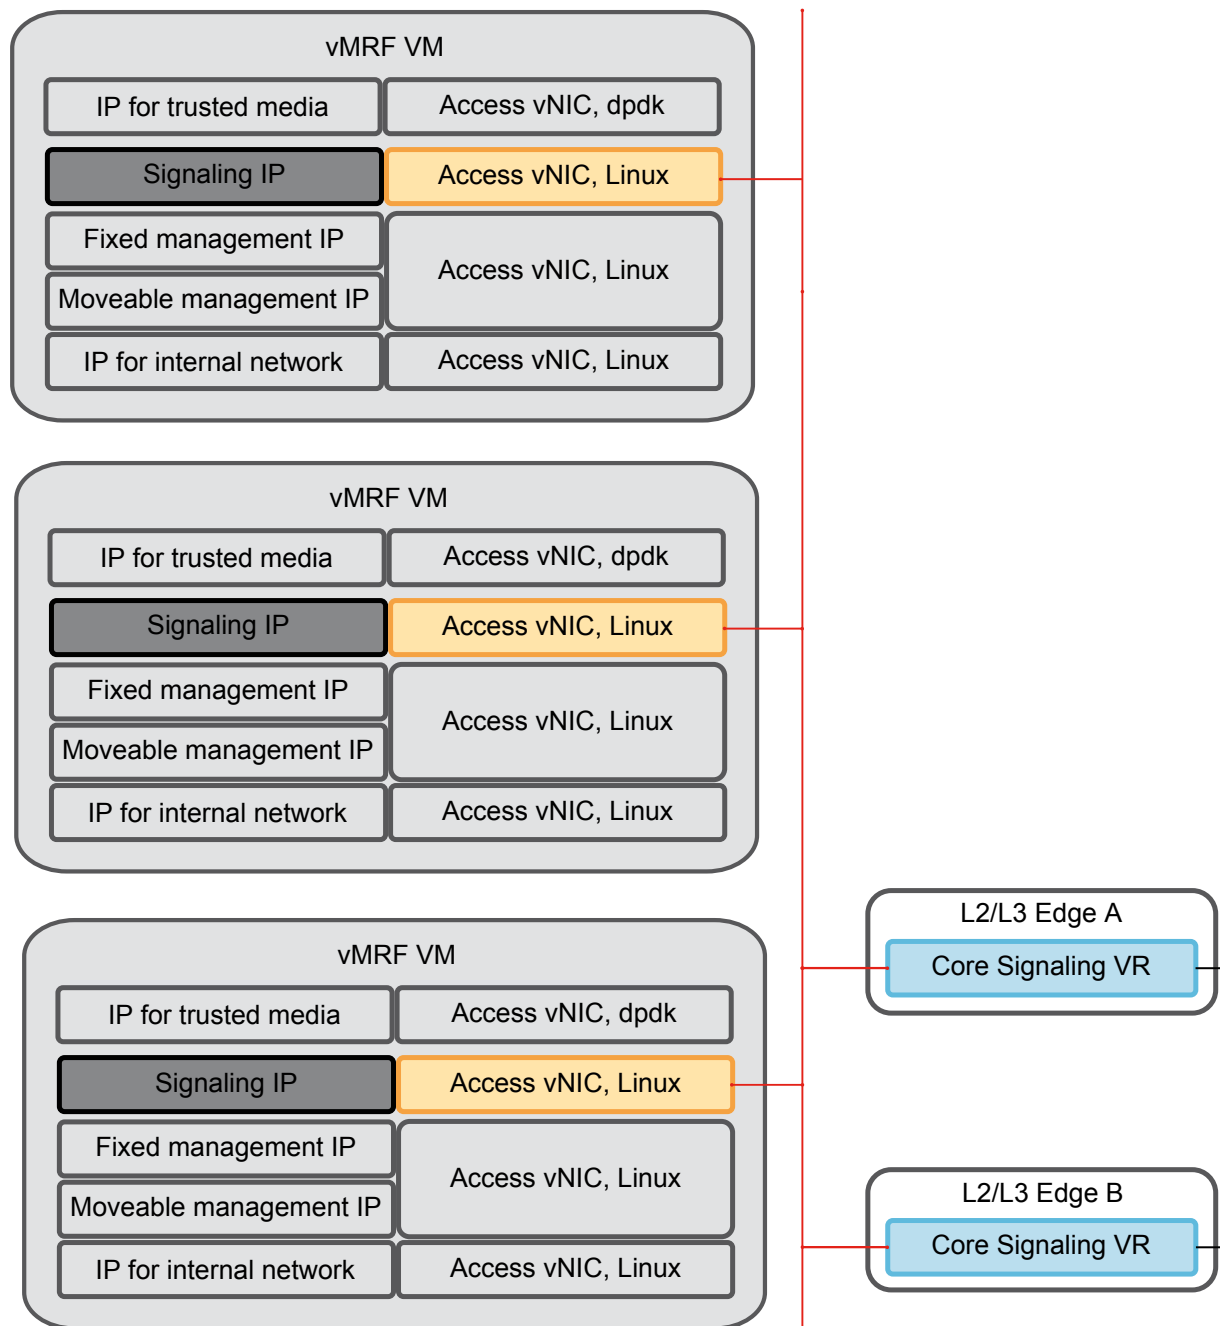 vMRF VM
IP for trusted media
Access vNIC, dpdk
Signaling IP
Access vNIC, Linux
Fixed management IP
Access vNIC, Linux
Moveable management IP
IP for internal network
Access vNIC, Linux
vMRF VM
IP for trusted media
Access vNIC, dpdk
Signaling IP
Access vNIC, Linux
Fixed management IP
Access vNIC, Linux
Moveable management IP
IP for internal network
Access vNIC, Linux
vMRF VM
IP for trusted media
Access vNIC, dpdk
Signaling IP
Access vNIC, Linux
Fixed management IP
Access vNIC, Linux
Moveable management IP
IP for internal network
Access vNIC, Linux
L2/L3 Edge A
Core Signaling VR
L2/L3 Edge B
Core Signaling VR